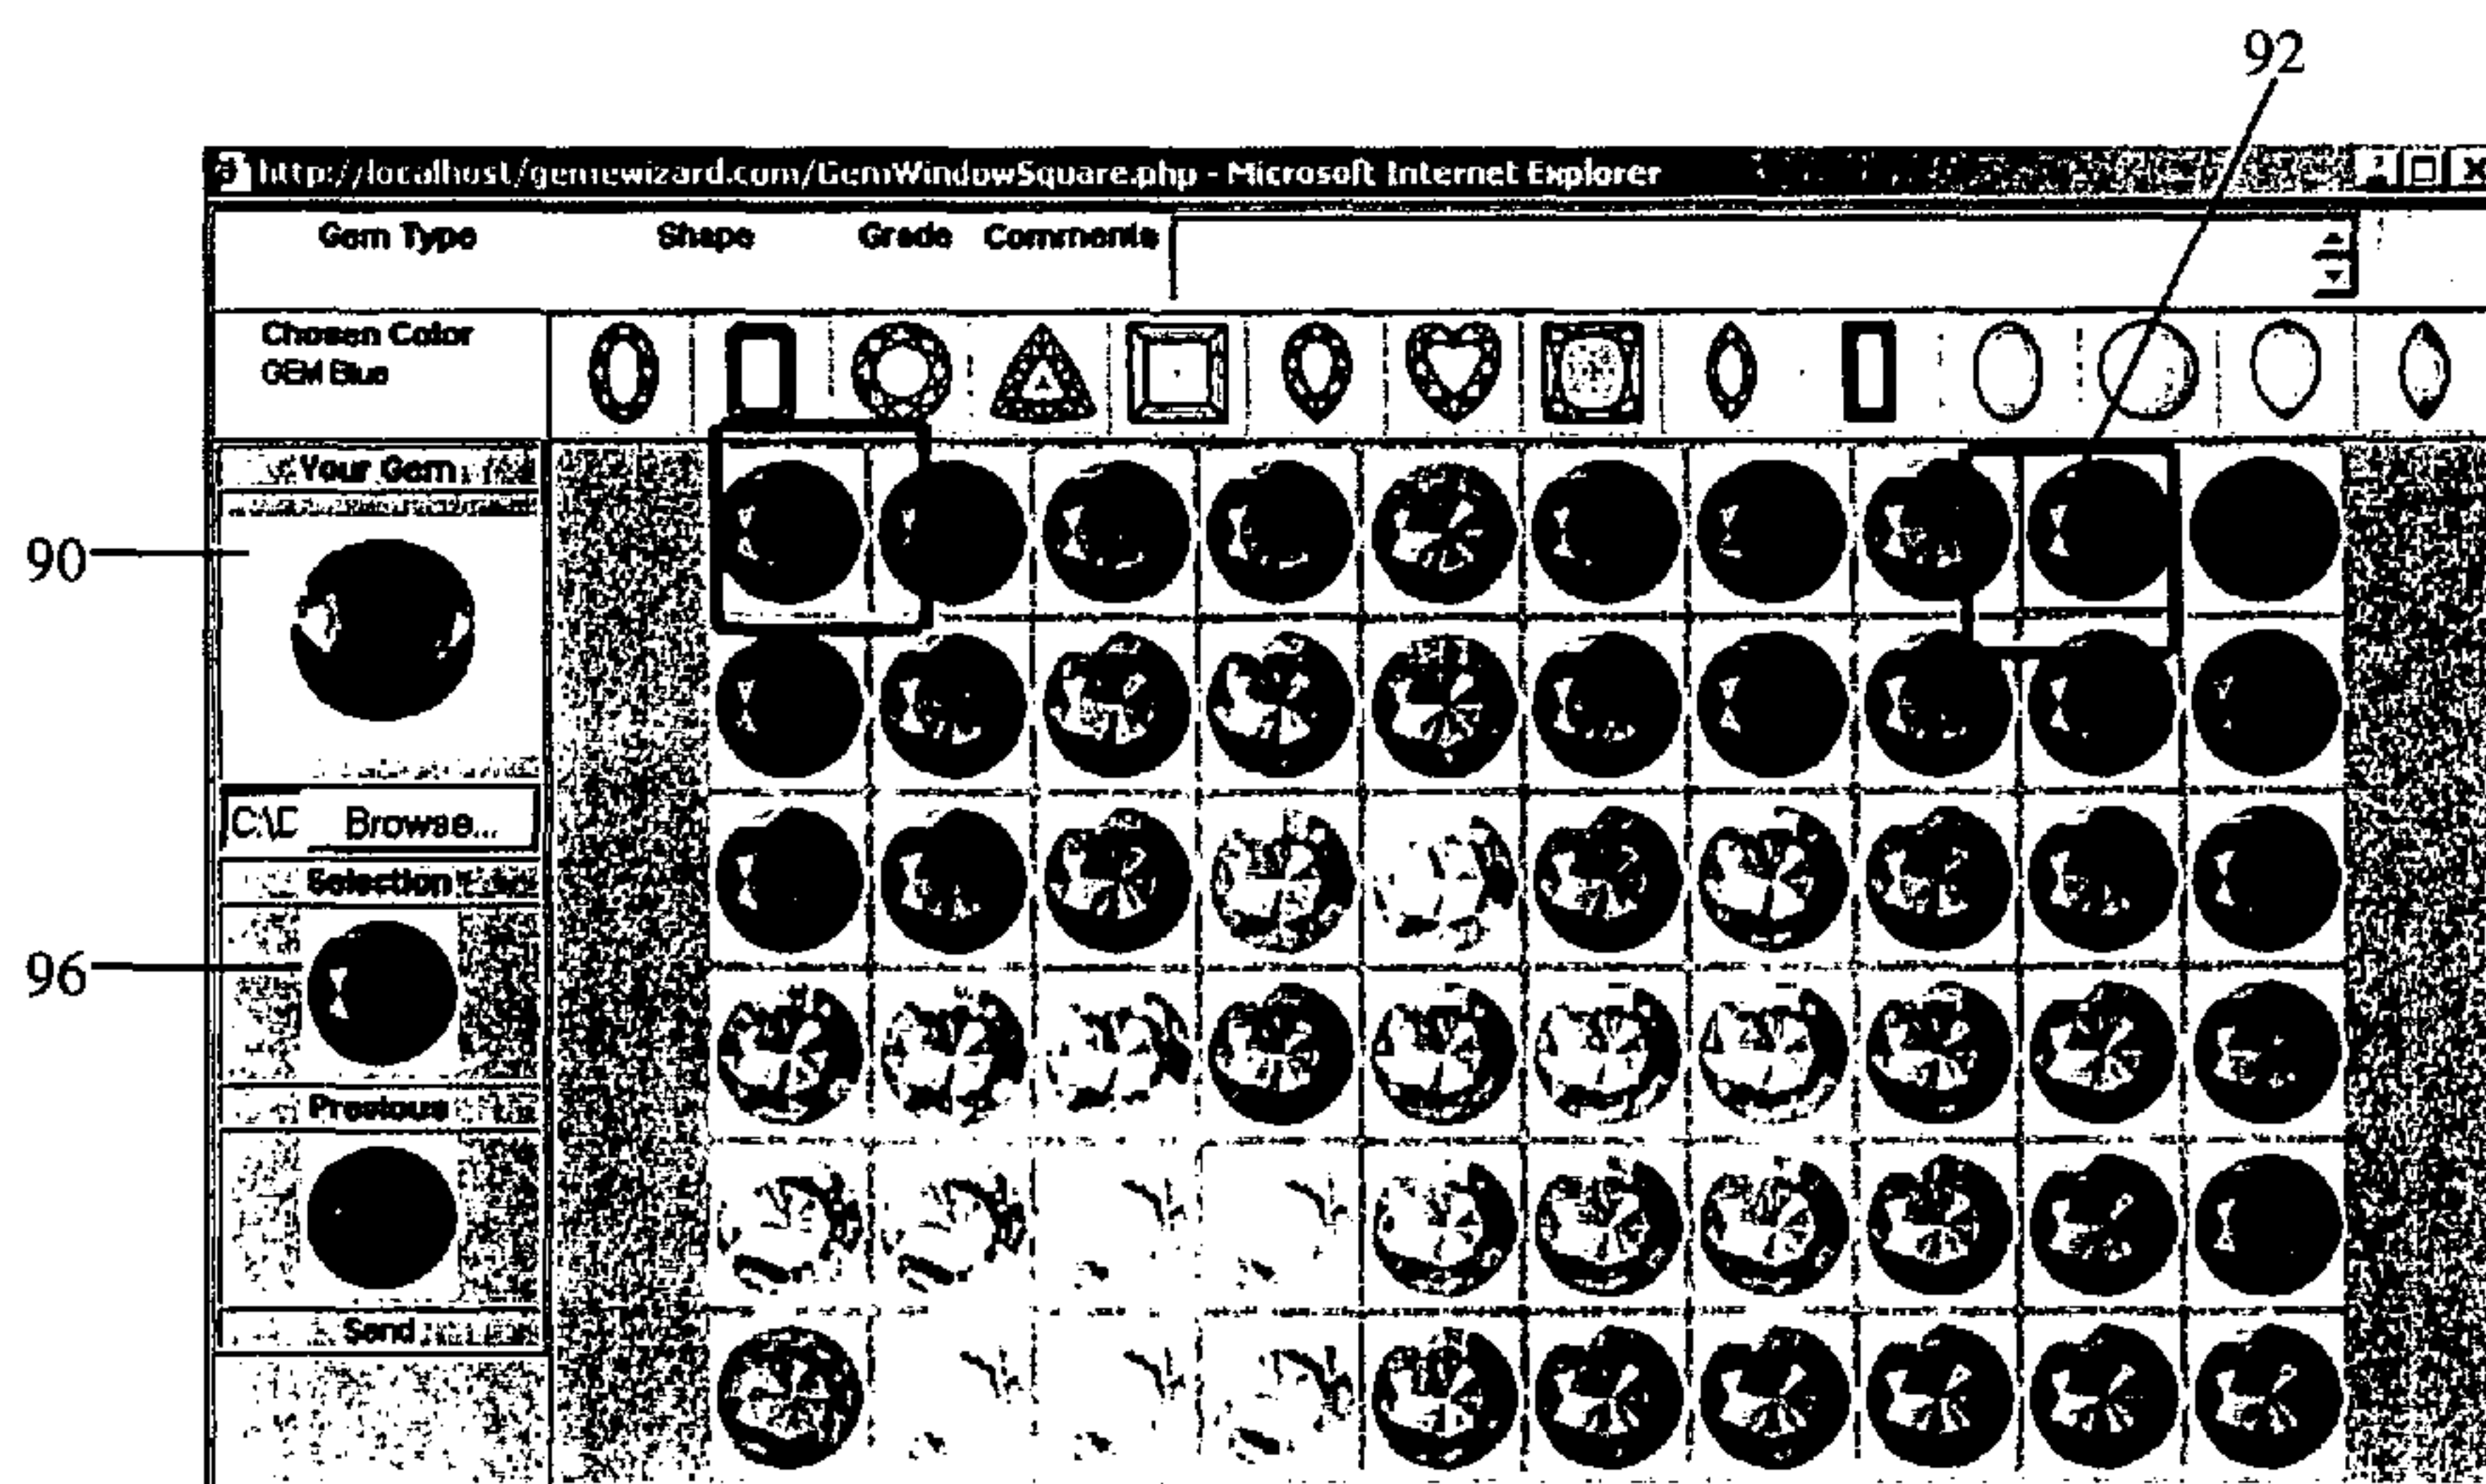 92
http://localhost/gemewizard.com/GemWindowSquare.php - Microsoft Internet Explorer
Gem Type Shape Grade Comments
Chosen Color
GEM Blue
Your Gem
90
C:\D Browse...
Selection
96
Previous
Send